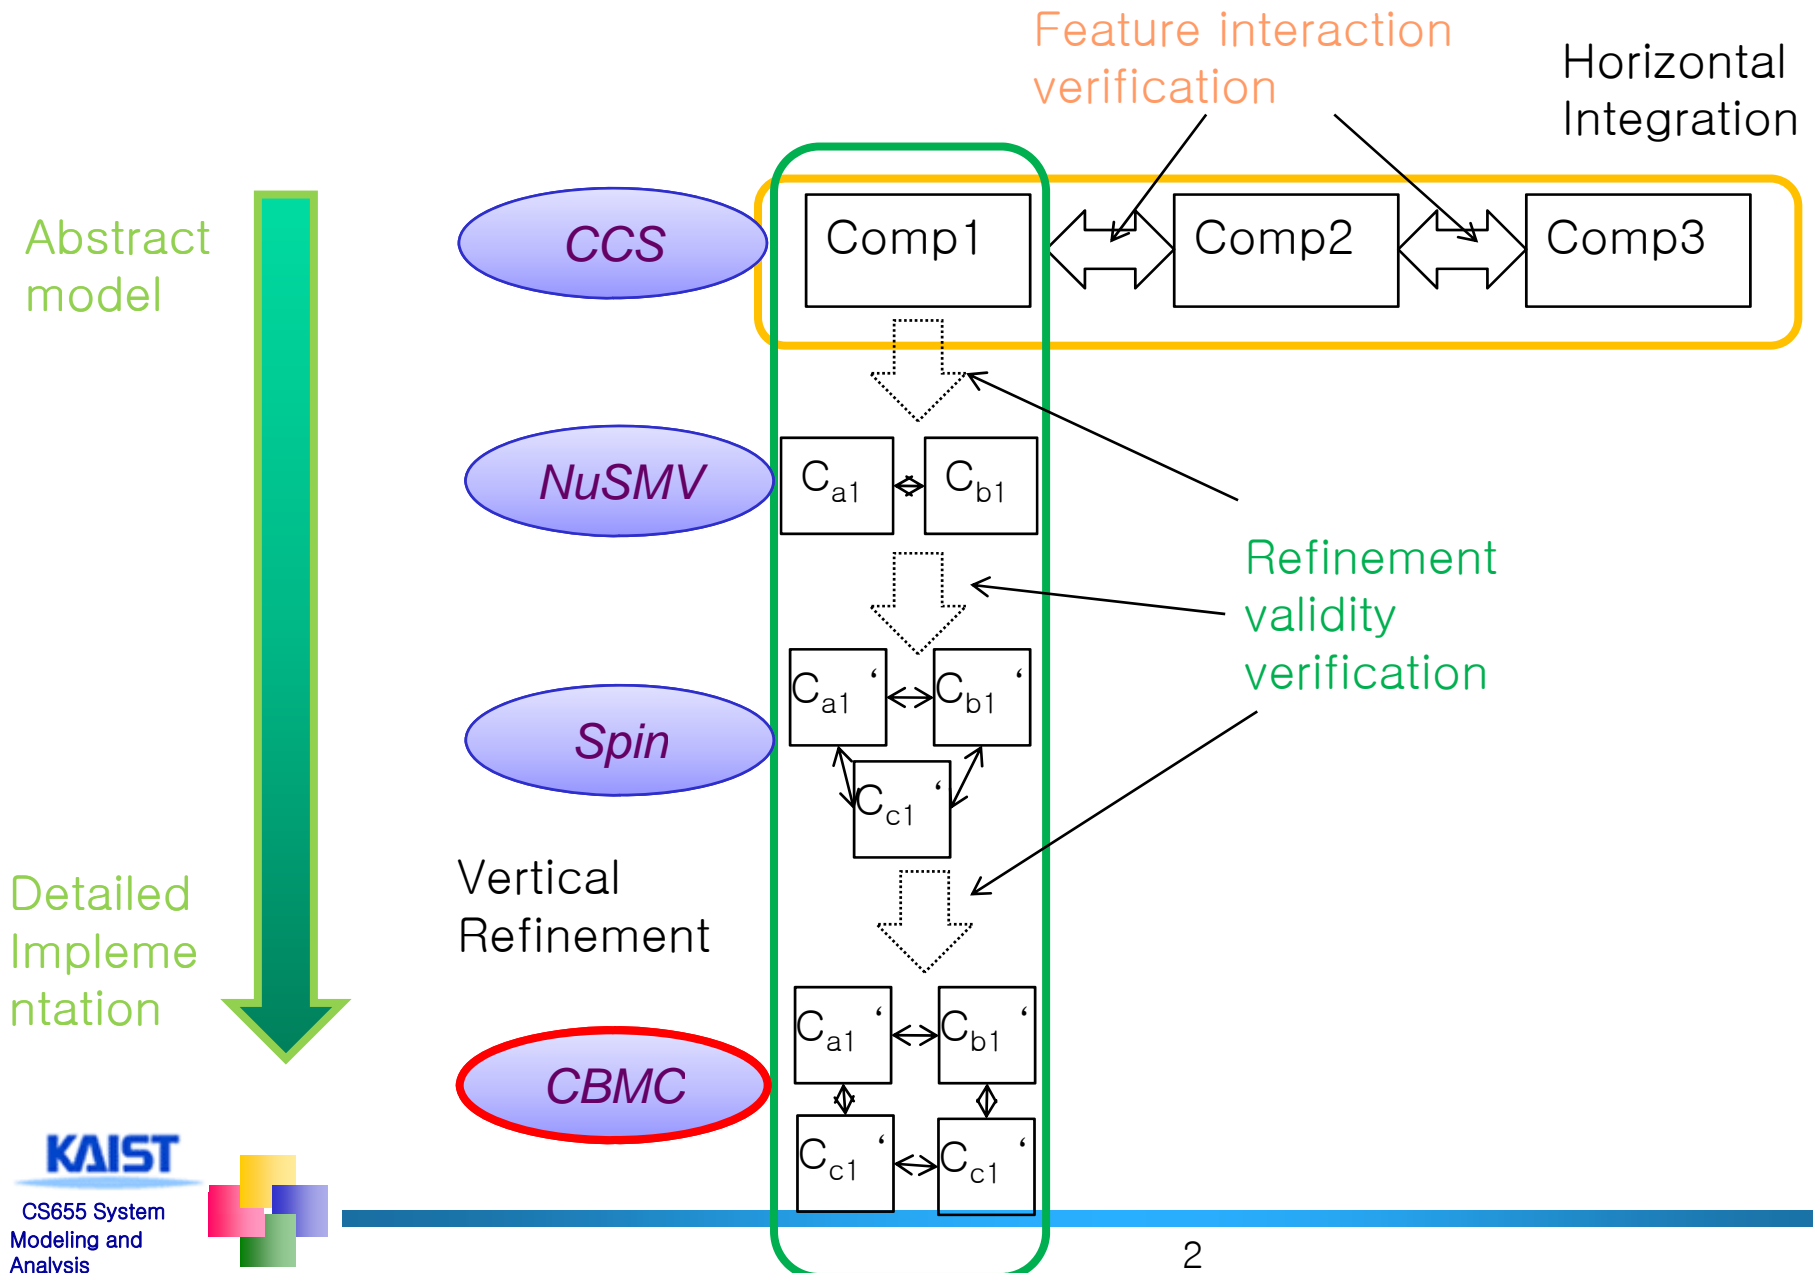 Feature interaction
verification
Horizontal
Integration
Abstract
model
CCS
Comp1
Comp2
Comp3
NuSMV
Ca1
Cb1
Refinement
validity
verification
Spin
Ca1 ‘
Cb1 ‘
Cc1 ‘
Vertical
Refinement
Detailed
Impleme
ntation
CBMC
Ca1 ‘
Cb1 ‘
Cc1 ‘
Cc1 ‘
KAIST
CS655 System
Modeling and
Analysis
2